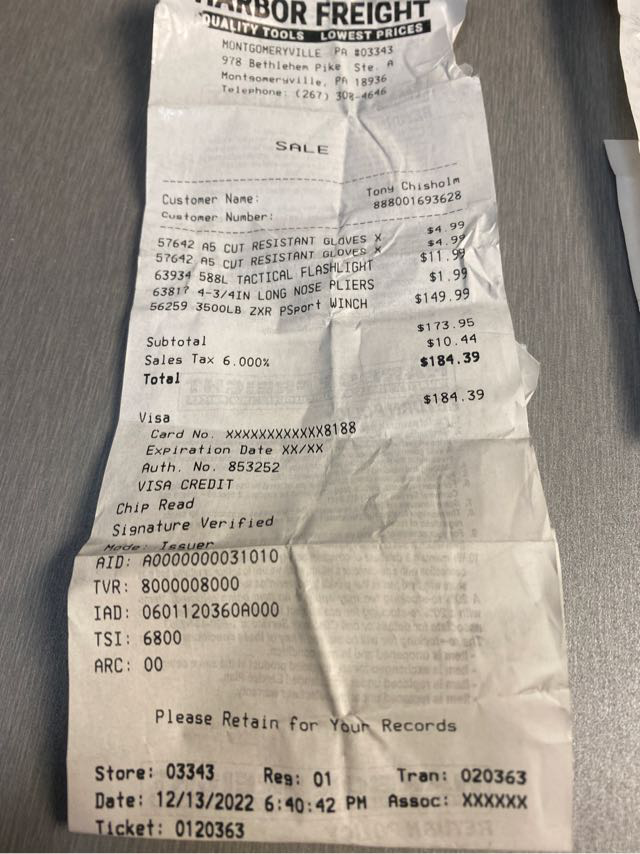 HARBOR FREIGHT
QUALITY TOOLS LOWEST PRICES
MONTGOMERYVILLE PA #03343
978 Bethlehem Pike Ste. A
Montgomeryville, PA 18936
Telephone: (267) 308-4646
SALE
Customer Name: Tony Chisholm
Customer Number: 888001693628
57642 A5 CUT RESISTANT GLOVES X $4.99
57642 A5 CUT RESISTANT GLOVES X $4.99
63934 588L TACTICAL FLASHLIGHT $11.99
63817 4-3/4IN LONG NOSE PLIERS $1.99
56259 3500LB ZXR PSport WINCH $149.99
Subtotal $173.95
Sales Tax 6.000% $10.44
Total $184.39
Visa $184.39
Card No. XXXXXXXXXXXX8188
Expiration Date XX/XX
Auth. No. 853252
VISA CREDIT
Chip Read
Signature Verified
Mode: Issuer
AID: A0000000031010
TVR: 8000008000
IAD: 0601120360A000
TSI: 6800
ARC: 00
Please Retain for Your Records
Store: 03343 Reg: 01 Tran: 020363
Date: 12/13/2022 6:40:42 PM Assoc: XXXXXX
Ticket: 0120363